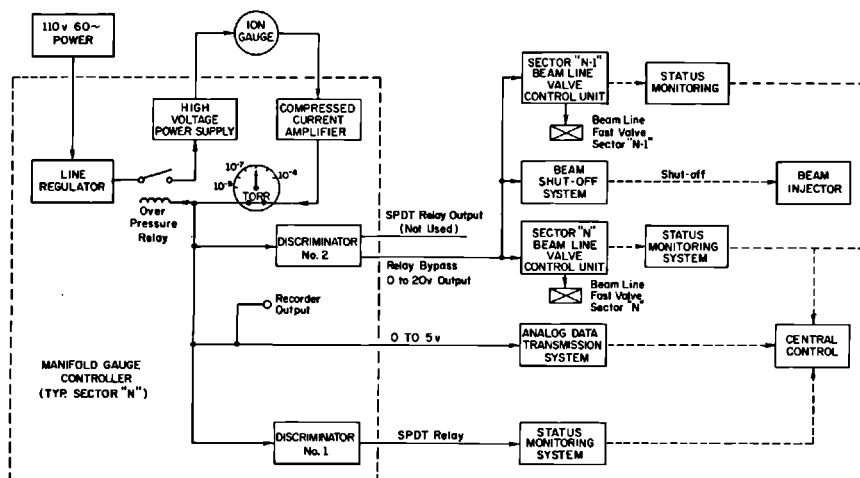 110v 60~
POWER
ION
GAUGE
HIGH
VOLTAGE
POWER SUPPLY
COMPRESSED
CURRENT
AMPLIFIER
LINE
REGULATOR
10-9
10-7
10-4
TORR
Over
Pressure
Relay
DISCRIMINATOR
No. 2
SPDT Relay Output
(Not Used)
Relay Bypass
0 to 20v Output
Recorder
Output
0 TO 5v
MANIFOLD GAUGE
CONTROLLER
(TYP. SECTOR "N")
DISCRIMINATOR
No. 1
SPDT Relay
SECTOR "N-1"
BEAM LINE
VALVE
CONTROL UNIT
STATUS
MONITORING
Beam Line
Fast Valve
Sector "N-1"
BEAM
SHUT-OFF
SYSTEM
Shut-off
BEAM
INJECTOR
SECTOR "N"
BEAM LINE
VALVE
CONTROL UNIT
STATUS
MONITORING
SYSTEM
Beam Line
Fast Valve
Sector "N"
ANALOG DATA
TRANSMISSION
SYSTEM
CENTRAL
CONTROL
STATUS
MONITORING
SYSTEM